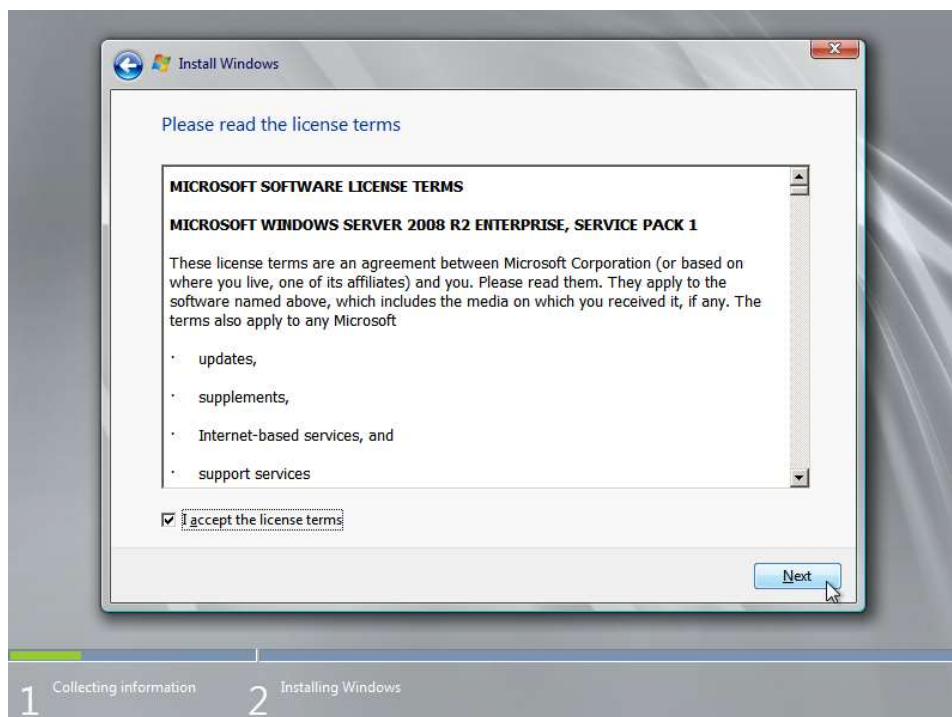 Install Windows
Please read the license terms
MICROSOFT SOFTWARE LICENSE TERMS
MICROSOFT WINDOWS SERVER 2008 R2 ENTERPRISE, SERVICE PACK 1
These license terms are an agreement between Microsoft Corporation (or based on
where you live, one of its affiliates) and you. Please read them. They apply to the
software named above, which includes the media on which you received it, if any. The
terms also apply to any Microsoft
· updates,
· supplements,
· Internet-based services, and
· support services
I accept the license terms
Next
1 Collecting information
2 Installing Windows